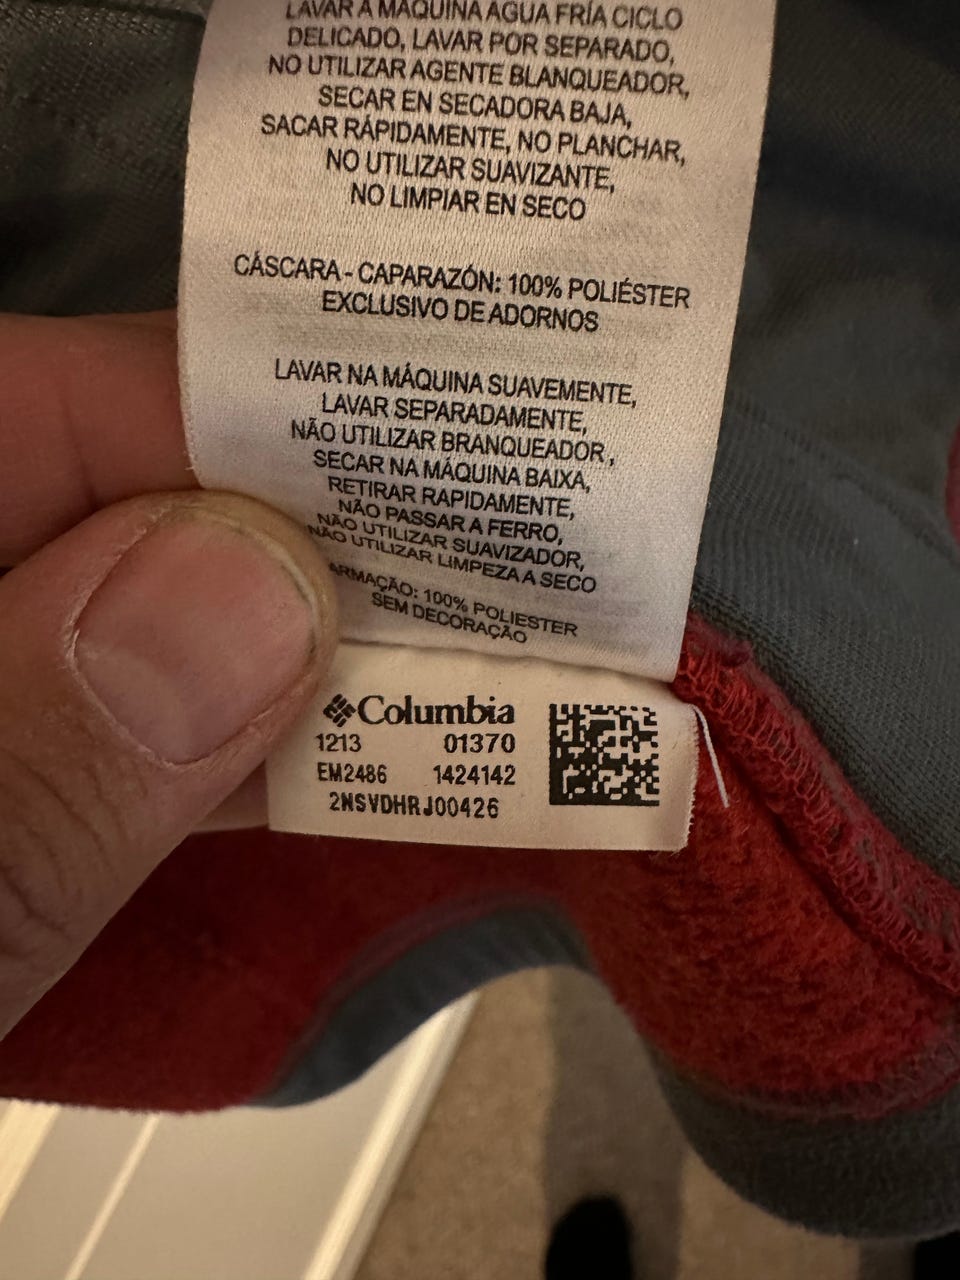 LAVAR A MAQUINA AGUA FRÍA CICLO
DELICADO, LAVAR POR SEPARADO,
NO UTILIZAR AGENTE BLANQUEADOR,
SECAR EN SECADORA BAJA,
SACAR RÁPIDAMENTE, NO PLANCHAR,
NO UTILIZAR SUAVIZANTE,
NO LIMPIAR EN SECO
CÁSCARA - CAPARAZÓN: 100% POLIÉSTER
EXCLUSIVO DE ADORNOS
LAVAR NA MÁQUINA SUAVEMENTE,
LAVAR SEPARADAMENTE,
NÃO UTILIZAR BRANQUEADOR,
SECAR NA MÁQUINA BAIXA,
RETIRAR RAPIDAMENTE,
NÃO PASSAR A FERRO,
NÃO UTILIZAR SUAVIZADOR,
NÃO UTILIZAR LIMPEZA A SECO
ARMAÇÃO: 100% POLIESTER
SEM DECORAÇÃO
Columbia
1213 01370
EM2486 1424142
2NSVDHRJ00426